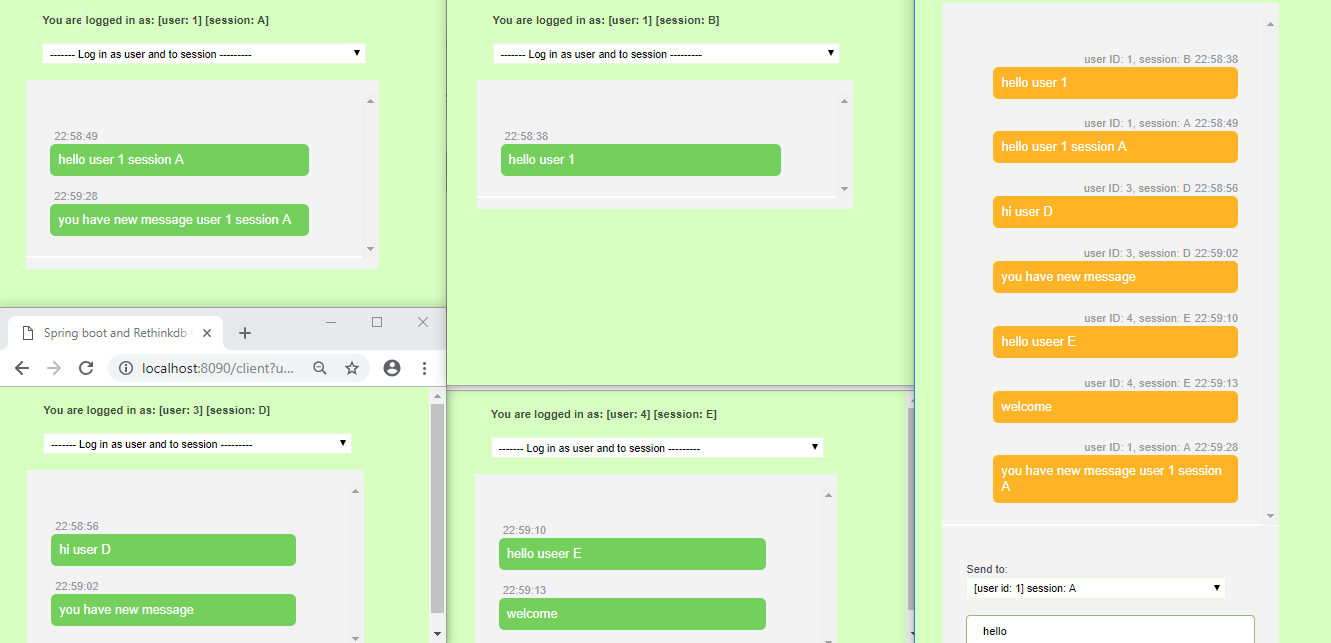 You are logged in as: [user: 1] [session: A]
------- Log in as user and to session ---------
22:58:49
hello user 1 session A
22:59:28
you have new message user 1 session A
You are logged in as: [user: 1] [session: B]
------- Log in as user and to session ---------
22:58:38
hello user 1
Spring boot and Rethinkdb
localhost:8090/client?u...
You are logged in as: [user: 3] [session: D]
------- Log in as user and to session ---------
22:58:56
hi user D
22:59:02
you have new message
You are logged in as: [user: 4] [session: E]
------- Log in as user and to session ---------
22:59:10
hello useer E
22:59:13
welcome
user ID: 1, session: B 22:58:38
hello user 1
user ID: 1, session: A 22:58:49
hello user 1 session A
user ID: 3, session: D 22:58:56
hi user D
user ID: 3, session: D 22:59:02
you have new message
user ID: 4, session: E 22:59:10
hello useer E
user ID: 4, session: E 22:59:13
welcome
user ID: 1, session: A 22:59:28
you have new message user 1 session
A
Send to:
[user id: 1] session: A
hello